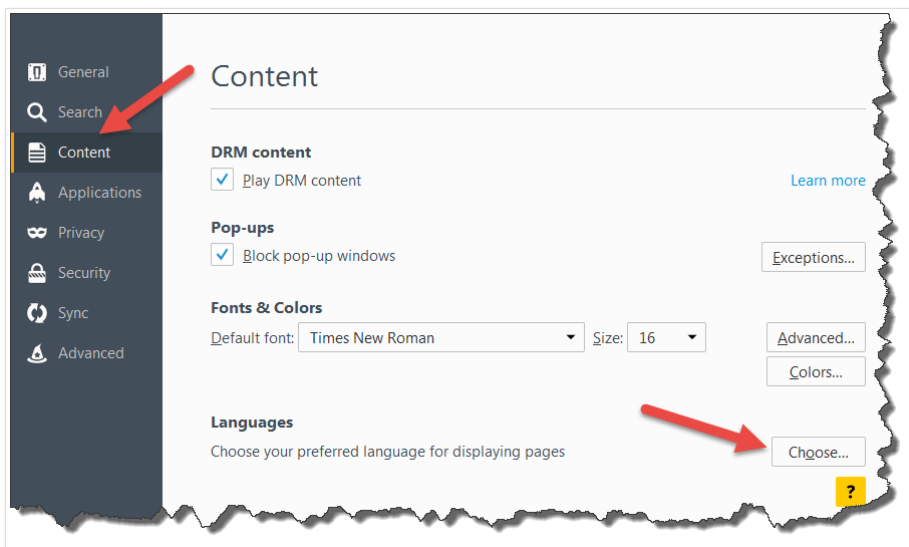 General
Search
Content
Applications
Privacy
Security
Sync
Advanced
Content
DRM content
Play DRM content
Learn more
Pop-ups
Block pop-up windows
Exceptions...
Fonts & Colors
Default font: Times New Roman Size: 16
Advanced...
Colors...
Languages
Choose your preferred language for displaying pages
Choose...
?